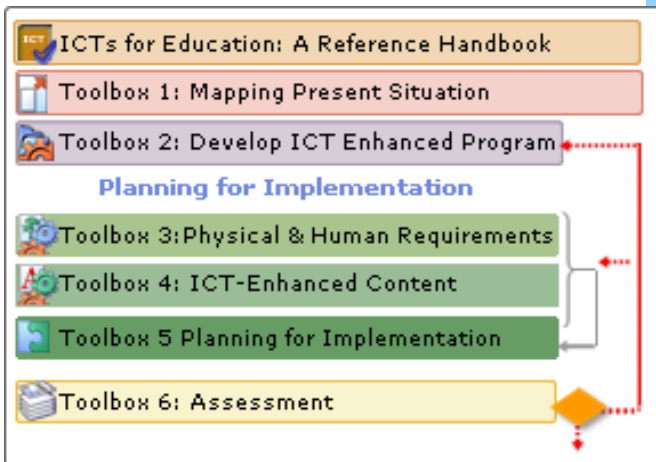 ICT
ICTs for Education: A Reference Handbook
Toolbox 1: Mapping Present Situation
Toolbox 2: Develop ICT Enhanced Program
Planning for Implementation
Toolbox 3:Physical & Human Requirements
Toolbox 4: ICT-Enhanced Content
Toolbox 5 Planning for Implementation
Toolbox 6: Assessment